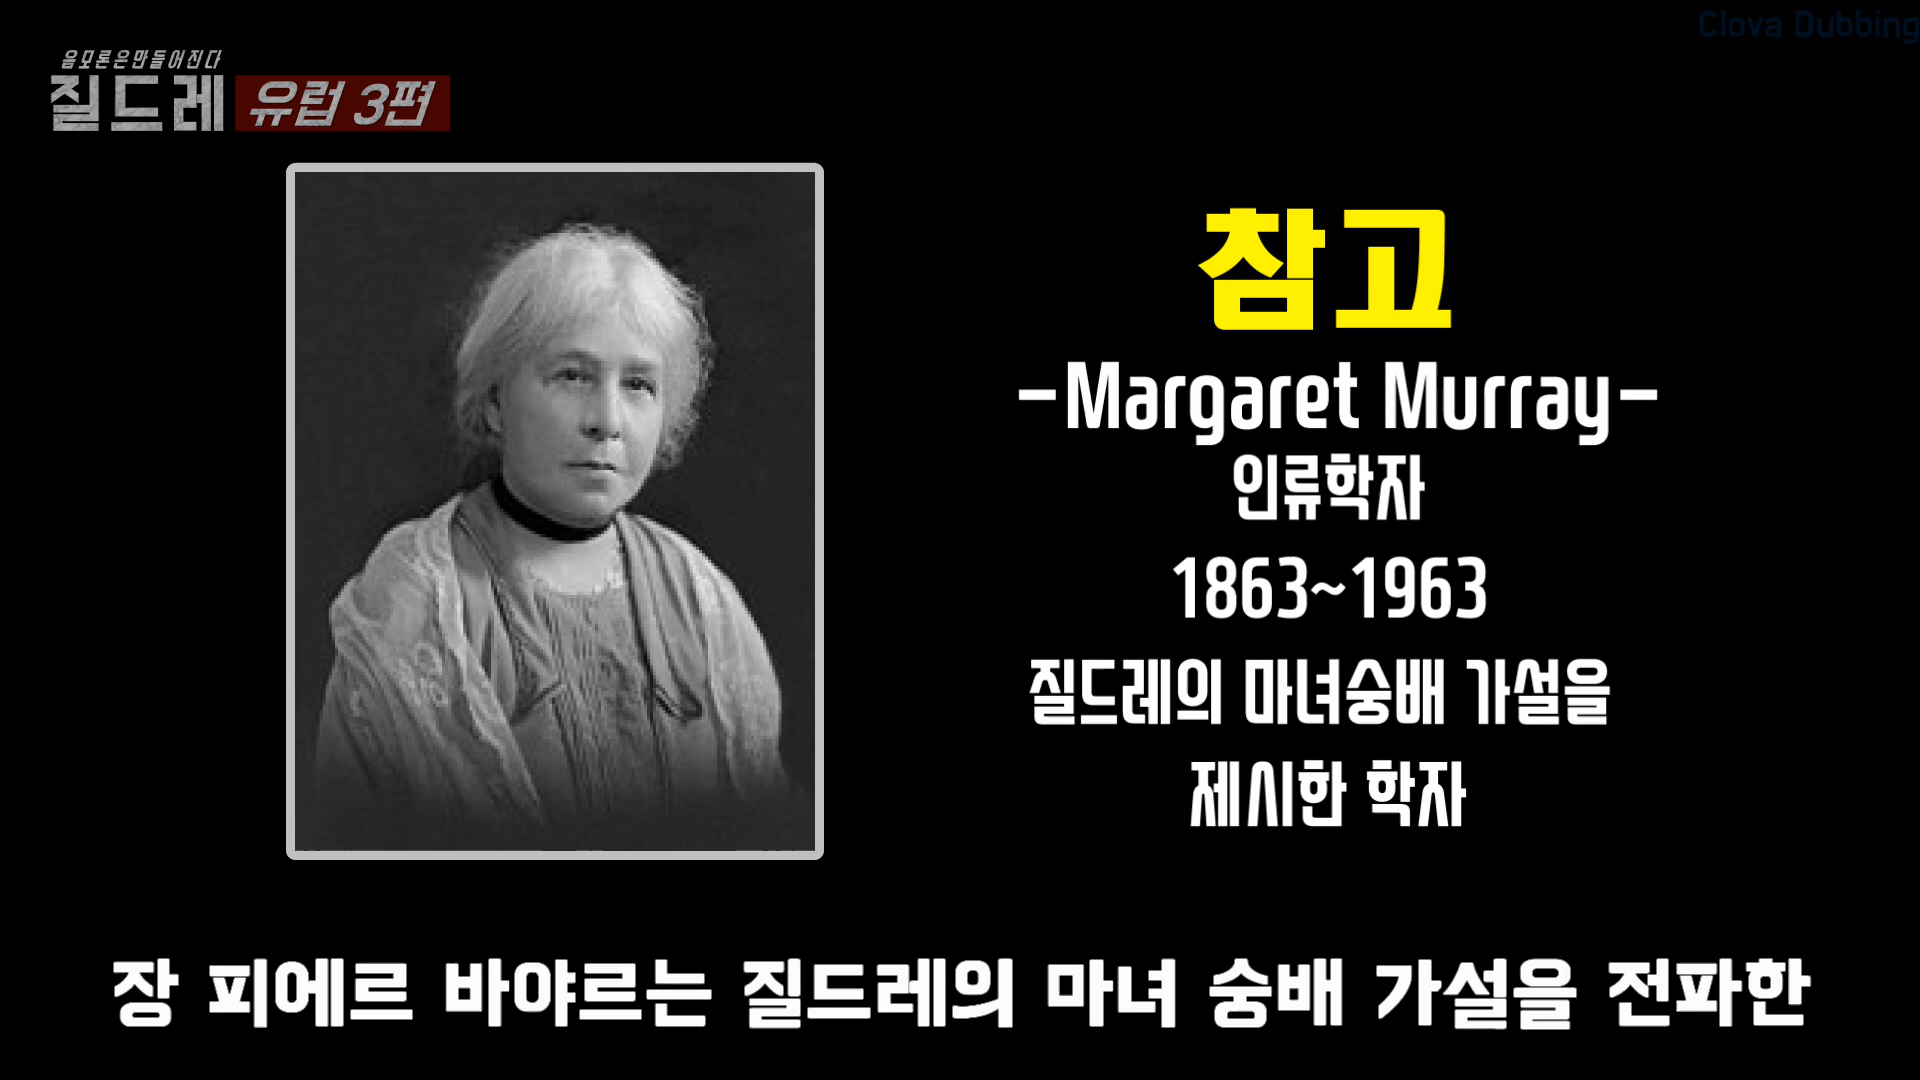 음모론은만들어진다
질드레 유럽 3편
Clova Dubbing
참고
-Margaret Murray-
인류학자
1863~1963
질드레의 마녀숭배 가설을
제시한 학자
장 피에르 바야르는 질드레의 마녀 숭배 가설을 전파한